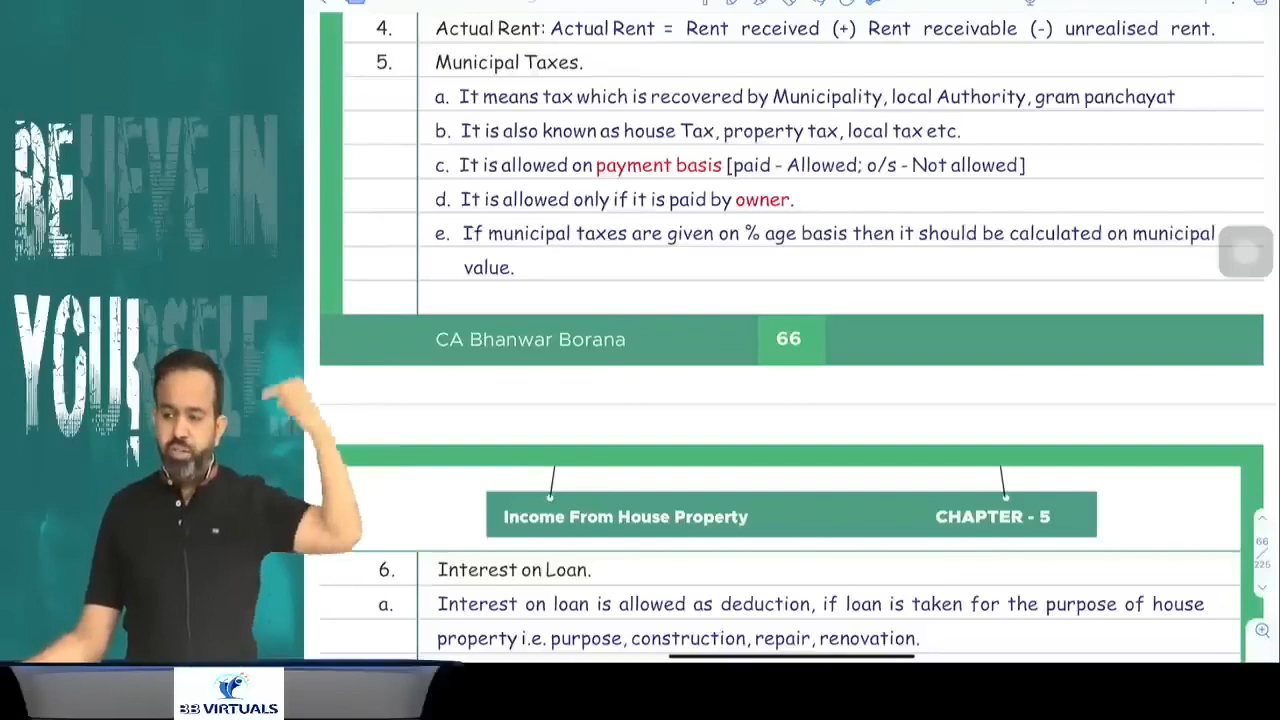 BELIEVE IN
4. Actual Rent: Actual Rent = Rent received (+) Rent receivable (-) unrealised rent.
5. Municipal Taxes.
a. It means tax which is recovered by Municipality, local Authority, gram panchayat
b. It is also known as house Tax, property tax, local tax etc.
c. It is allowed on payment basis [paid - Allowed; o/s - Not allowed]
d. It is allowed only if it is paid by owner.
e. If municipal taxes are given on % age basis then it should be calculated on municipal
value.
YOURSELF
CA Bhanwar Borana 66
Income From House Property CHAPTER - 5
66
225
6. Interest on Loan.
a. Interest on loan is allowed as deduction, if loan is taken for the purpose of house
property i.e. purpose, construction, repair, renovation.
BB VIRTUALS